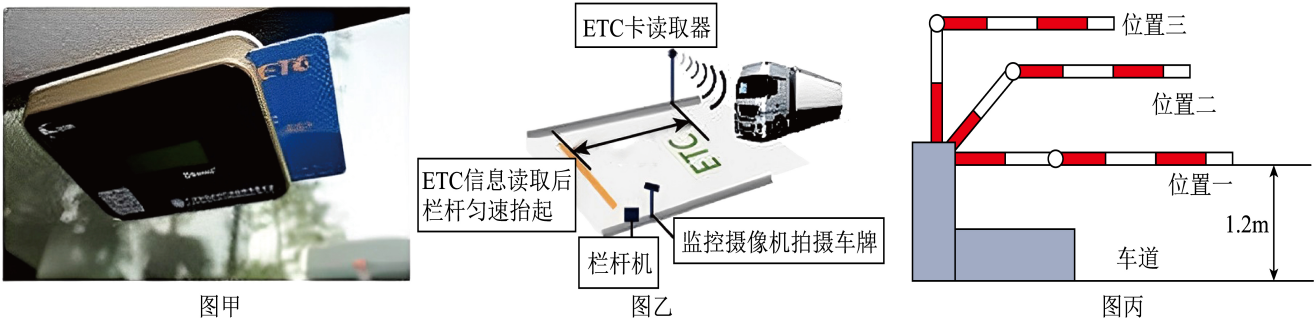 ETC
图甲
ETC卡读取器
ETC
ETC信息读取后
栏杆匀速抬起
监控摄像机拍摄车牌
栏杆机
图乙
位置三
位置二
位置一
1.2m
车道
图丙